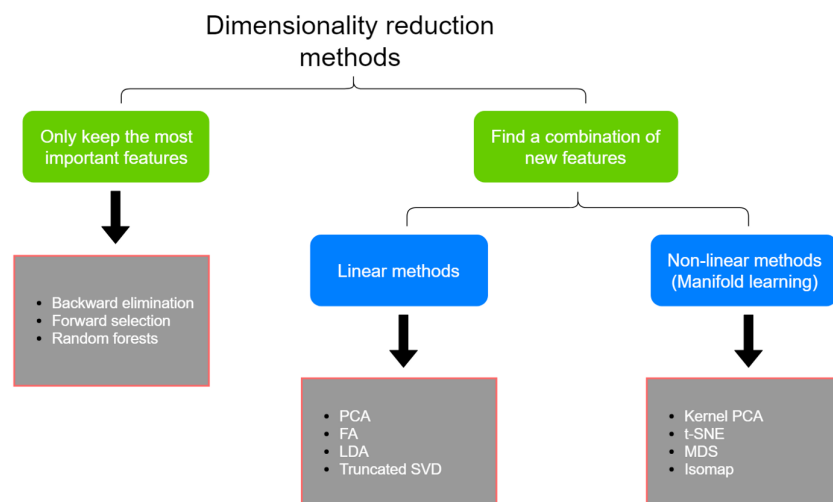 Dimensionality reduction
methods
Only keep the most
important features
Find a combination of
new features
Linear methods
Non-linear methods
(Manifold learning)
• Backward elimination
• Forward selection
• Random forests
• PCA
• FA
• LDA
• Truncated SVD
• Kernel PCA
• t-SNE
• MDS
• Isomap